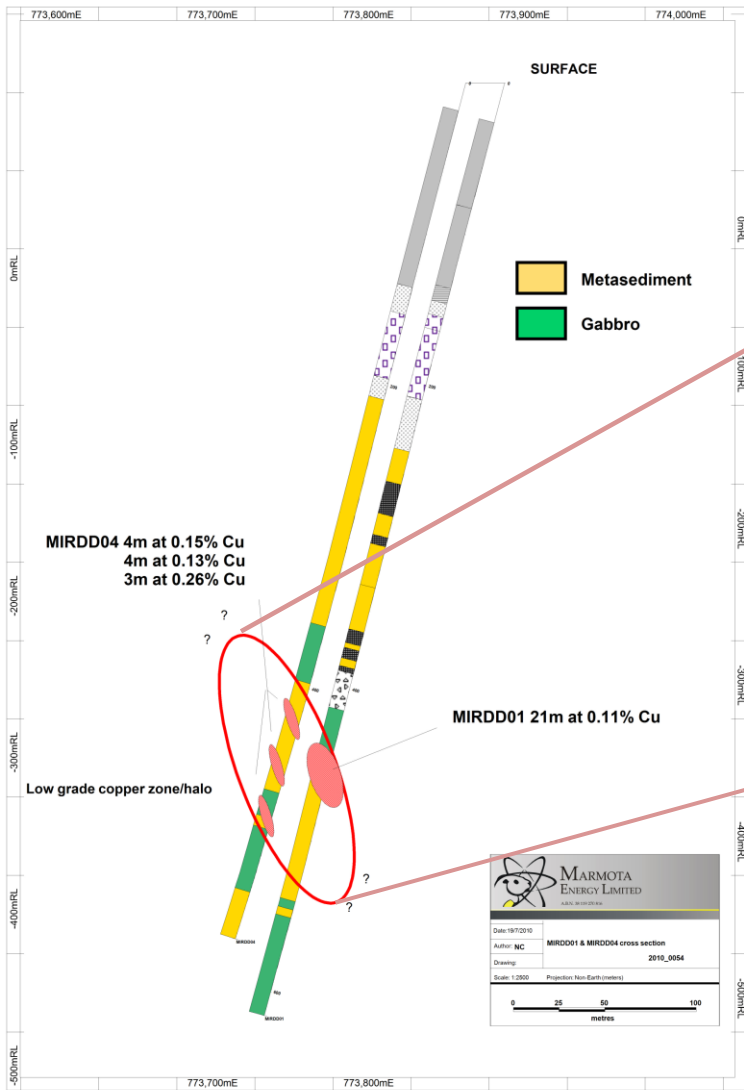 773,600mE 773,700mE 773,800mE 773,900mE 774,000mE
SURFACE
0mRL
0mRL
Metasediment
Gabbro
100mRL
200
200
-100mRL
-200mRL
MIRDD04 4m at 0.15% Cu
4m at 0.13% Cu
3m at 0.26% Cu
-200mRL
?
?
-300mRL
400
400
MIRDD01 21m at 0.11% Cu
-300mRL
Low grade copper zone/halo
-400mRL
?
?
-400mRL
MIRDD04
MARMOTA
ENERGY LIMITED
Date:19/7/2010
Author: NC
MIRDD01 & MIRDD04 cross section
Drawing:
2010_0054
Scale: 1:2800 Projection: Non-Earth (meters)
0 25 50 100
metres
-500mRL
MIRDD01
-500mRL
773,700mE 773,800mE